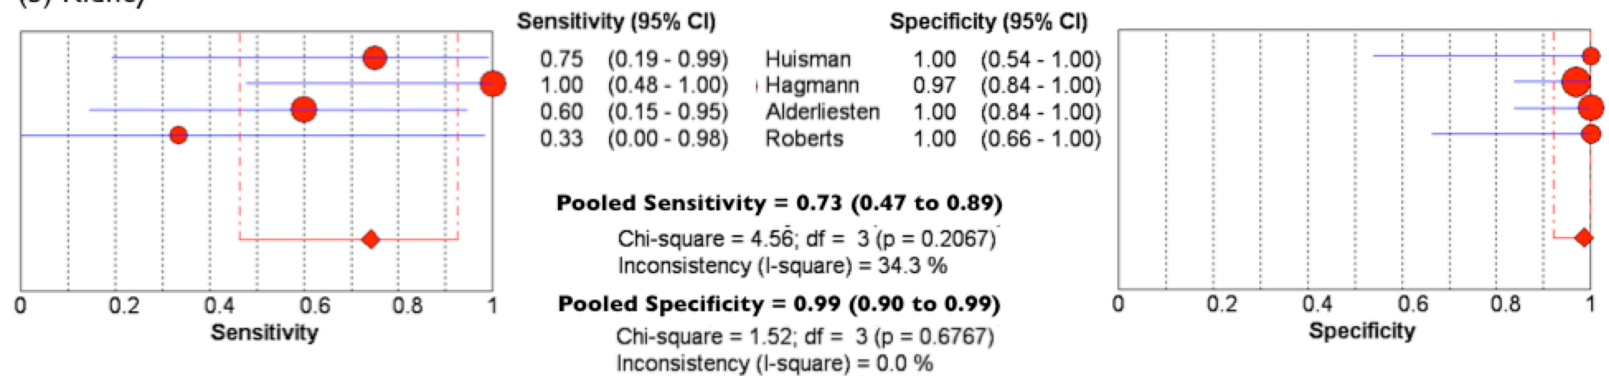 (b) Kidney
Sensitivity (95% CI) Specificity (95% CI)
0.75 (0.19 - 0.99) Huisman 1.00 (0.54 - 1.00)
1.00 (0.48 - 1.00) Hagmann 0.97 (0.84 - 1.00)
0.60 (0.15 - 0.95) Alderliesten 1.00 (0.84 - 1.00)
0.33 (0.00 - 0.98) Roberts 1.00 (0.66 - 1.00)
Pooled Sensitivity = 0.73 (0.47 to 0.89)
Chi-square = 4.56; df = 3 (p = 0.2067)
Inconsistency (I-square) = 34.3 %
Pooled Specificity = 0.99 (0.90 to 0.99)
Chi-square = 1.52; df = 3 (p = 0.6767)
Inconsistency (I-square) = 0.0 %
0 0.2 0.4 0.6 0.8 1
Sensitivity
0 0.2 0.4 0.6 0.8 1
Specificity